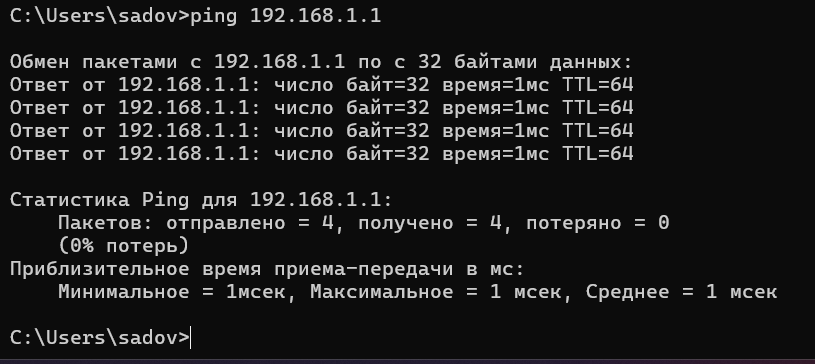 C:\Users\sadov>ping 192.168.1.1
Обмен пакетами с 192.168.1.1 по с 32 байтами данных:
Ответ от 192.168.1.1: число байт=32 время=1мс TTL=64
Ответ от 192.168.1.1: число байт=32 время=1мс TTL=64
Ответ от 192.168.1.1: число байт=32 время=1мс TTL=64
Ответ от 192.168.1.1: число байт=32 время=1мс TTL=64
Статистика Ping для 192.168.1.1:
Пакетов: отправлено = 4, получено = 4, потеряно = 0
(0% потерь)
Приблизительное время приема-передачи в мс:
Минимальное = 1мсек, Максимальное = 1 мсек, Среднее = 1 мсек
C:\Users\sadov>